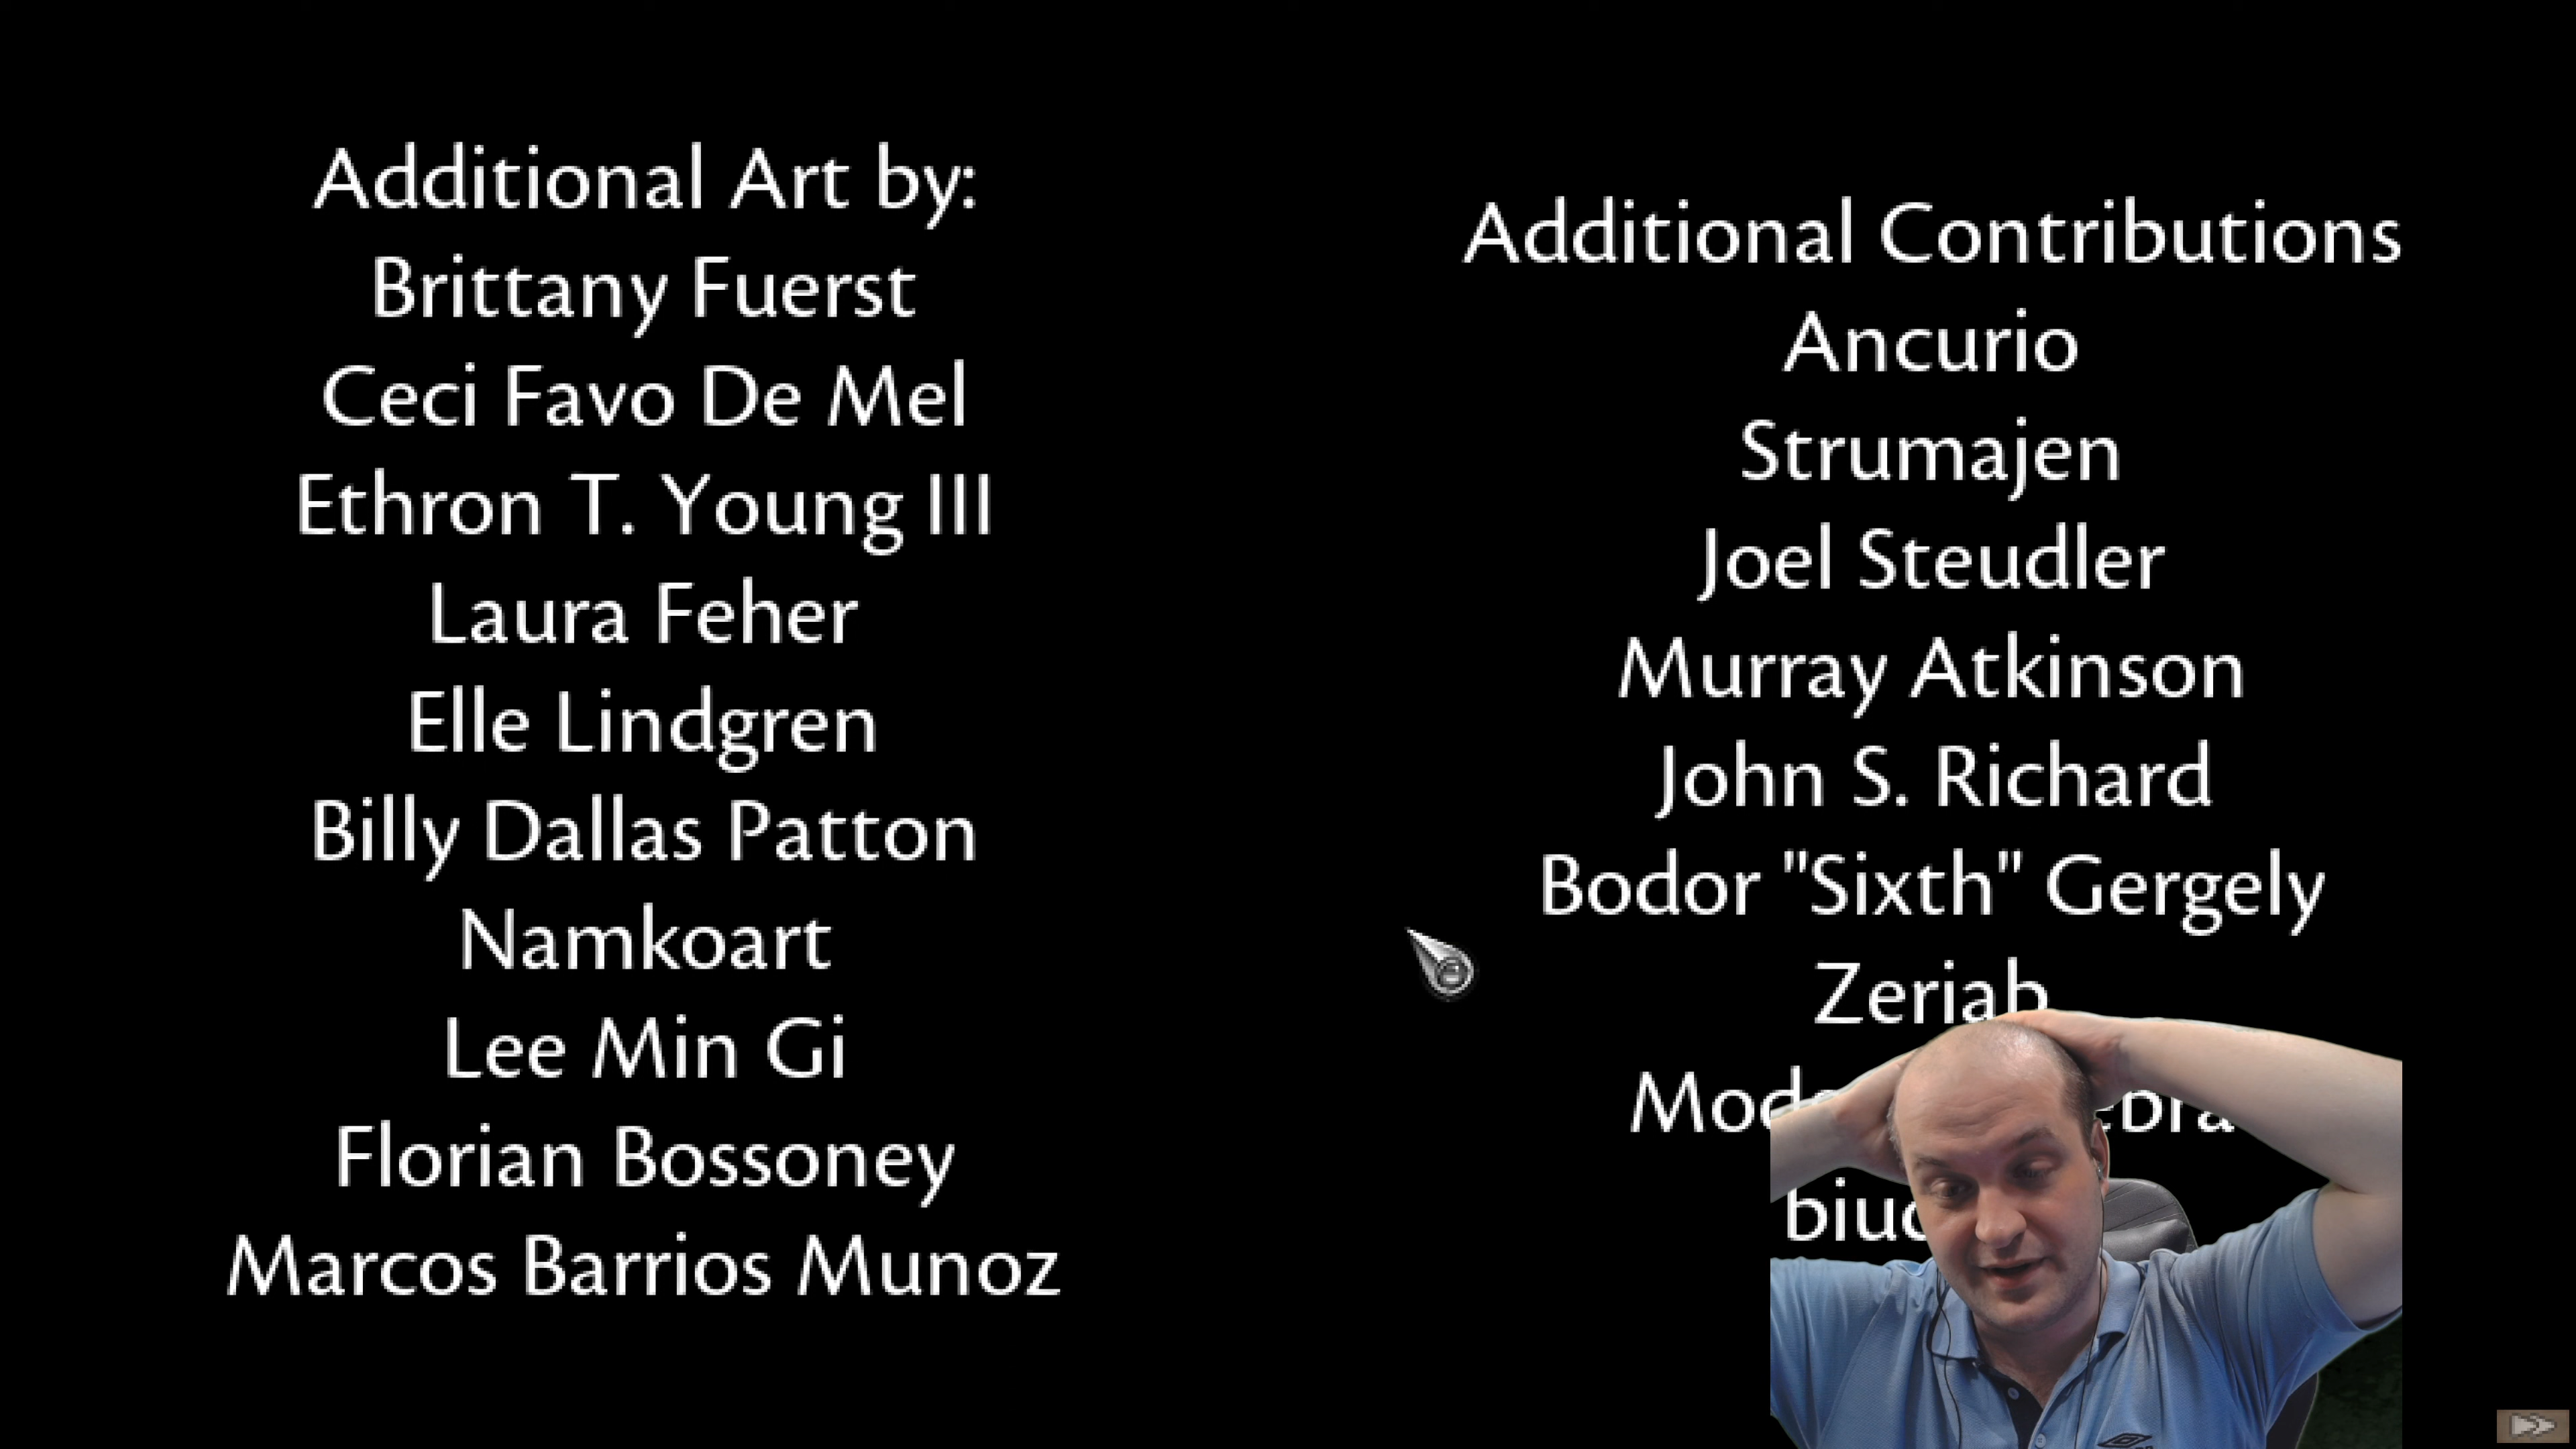 Additional Art by:
Brittany Fuerst
Ceci Favo De Mel
Ethron T. Young III
Laura Feher
Elle Lindgren
Billy Dallas Patton
Namkoart
Lee Min Gi
Florian Bossoney
Marcos Barrios Munoz
Additional Contributions
Ancurio
Strumajen
Joel Steudler
Murray Atkinson
John S. Richard
Bodor "Sixth" Gergely
Zeriab